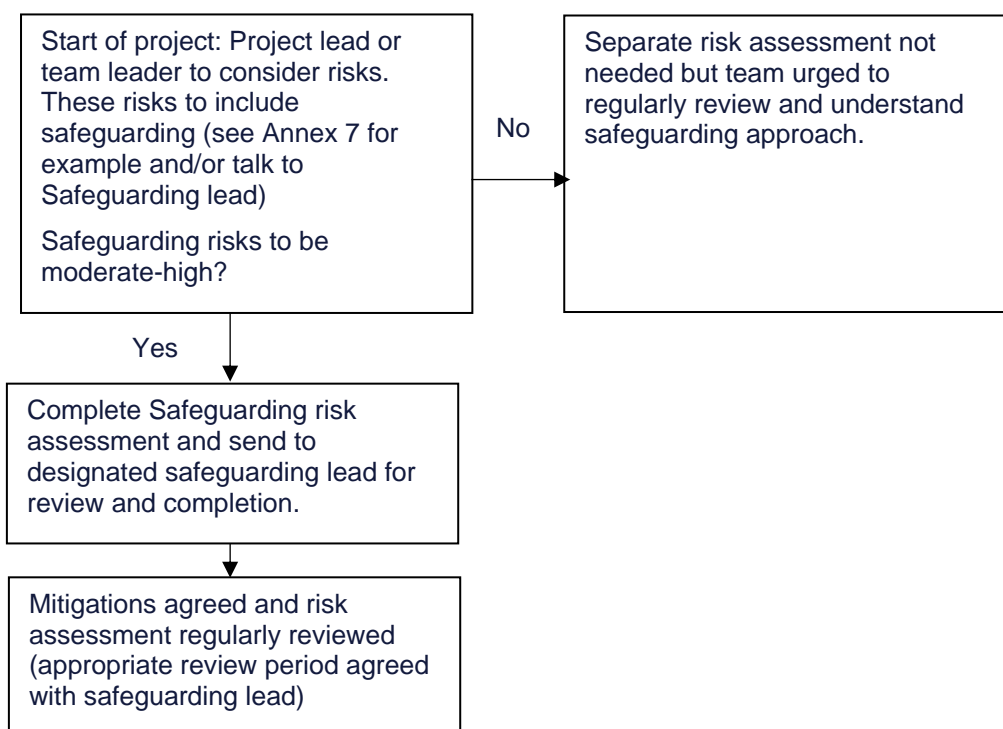 Start of project: Project lead or
team leader to consider risks.
These risks to include
safeguarding (see Annex 7 for
example and/or talk to
Safeguarding lead)
Safeguarding risks to be
moderate-high?
No
Separate risk assessment not
needed but team urged to
regularly review and understand
safeguarding approach.
Yes
Complete Safeguarding risk
assessment and send to
designated safeguarding lead for
review and completion.
Mitigations agreed and risk
assessment regularly reviewed
(appropriate review period agreed
with safeguarding lead)